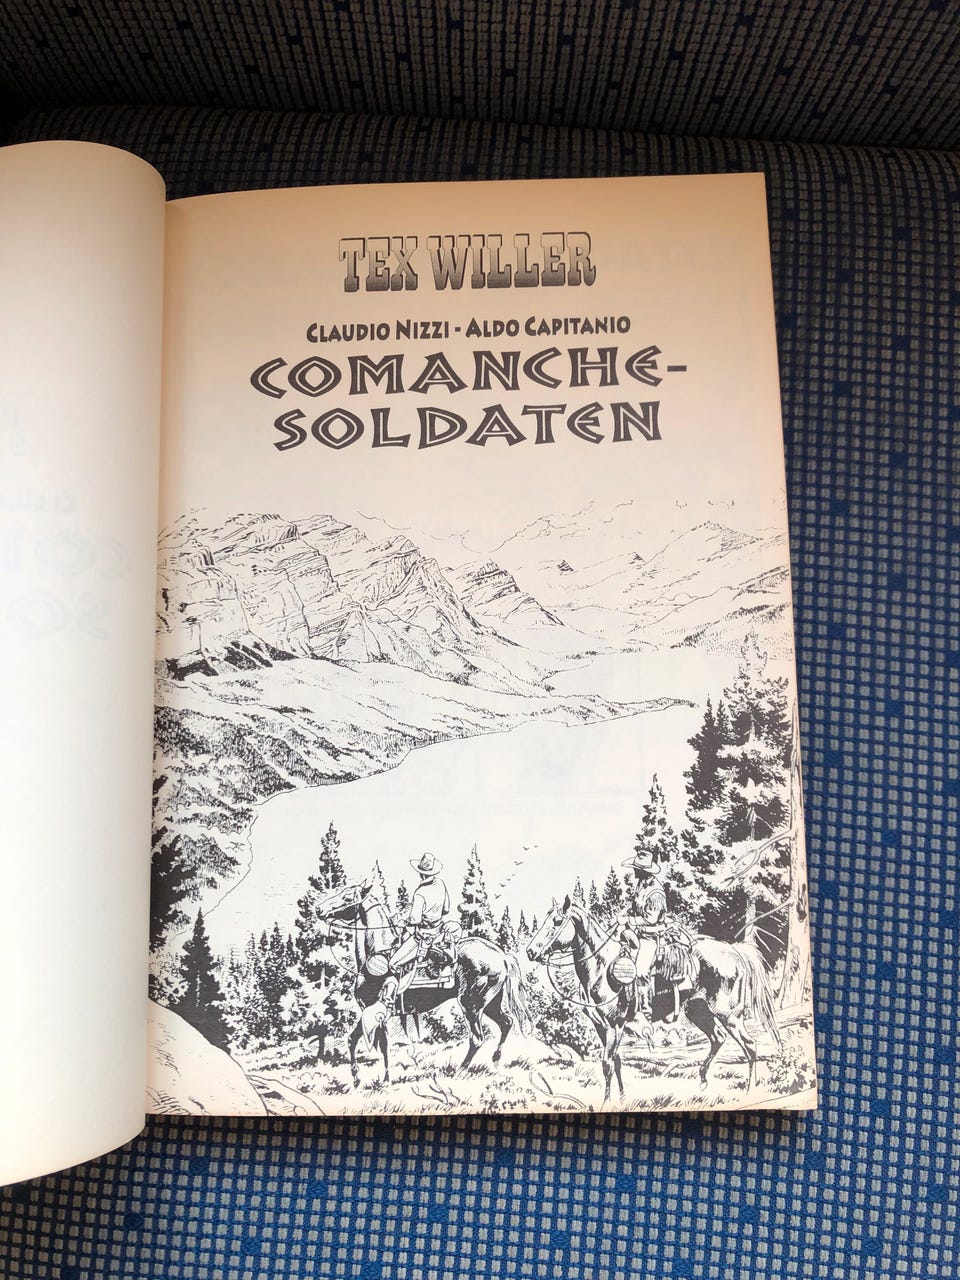 TEX WILLER
CLAUDIO NIZZI - ALDO CAPITANIO
COMANCHE-
SOLDATEN